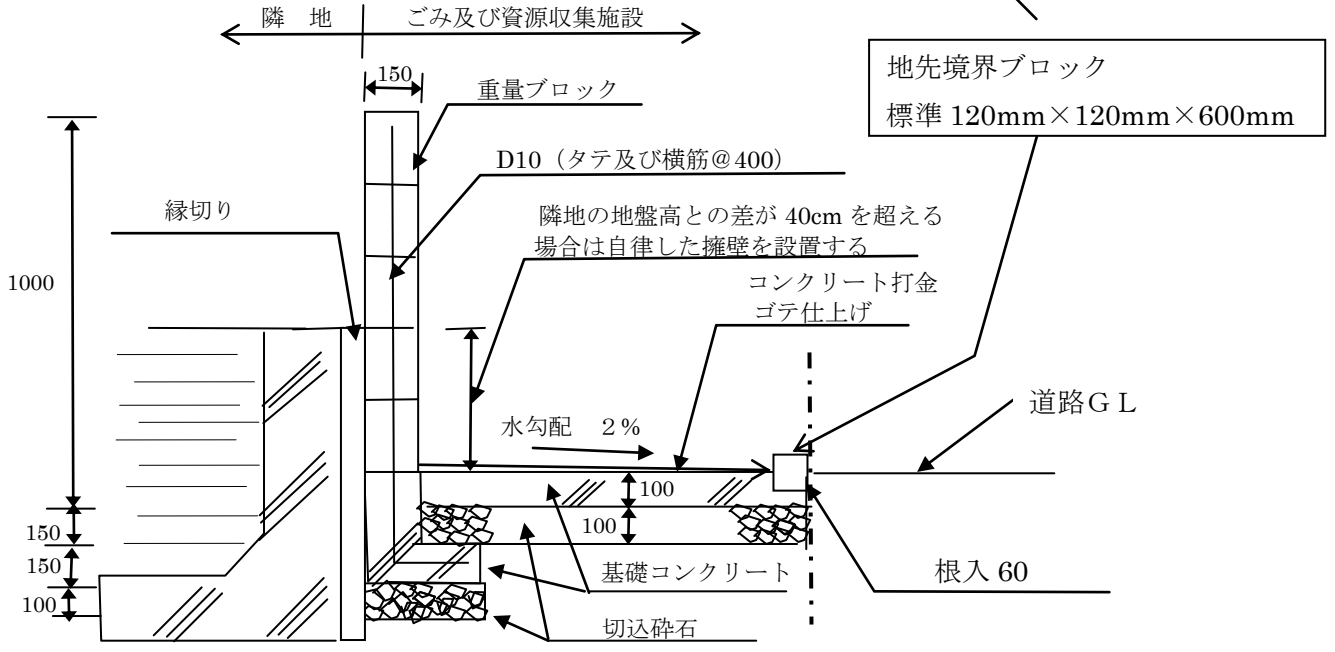 隣 地
ごみ及び資源収集施設
地先境界ブロック
標準 120mm×120mm×600mm
150
重量ブロック
D10（タテ及び横筋＠400）
縁切り
隣地の地盤高との差が 40cm を超える
場合は自律した擁壁を設置する
1000
コンクリート打金
ゴテ仕上げ
道路ＧＬ
水勾配 ２%
100
150
100
150
基礎コンクリート
根入 60
100
切込砕石